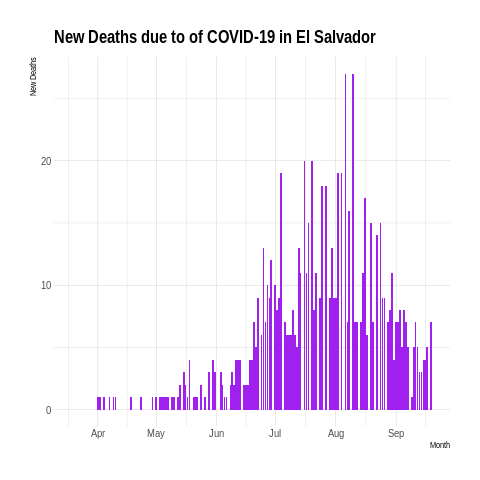 New Deaths due to of COVID-19 in El Salvador
New Deaths
20
10
0
Apr May Jun Jul Aug Sep
Month